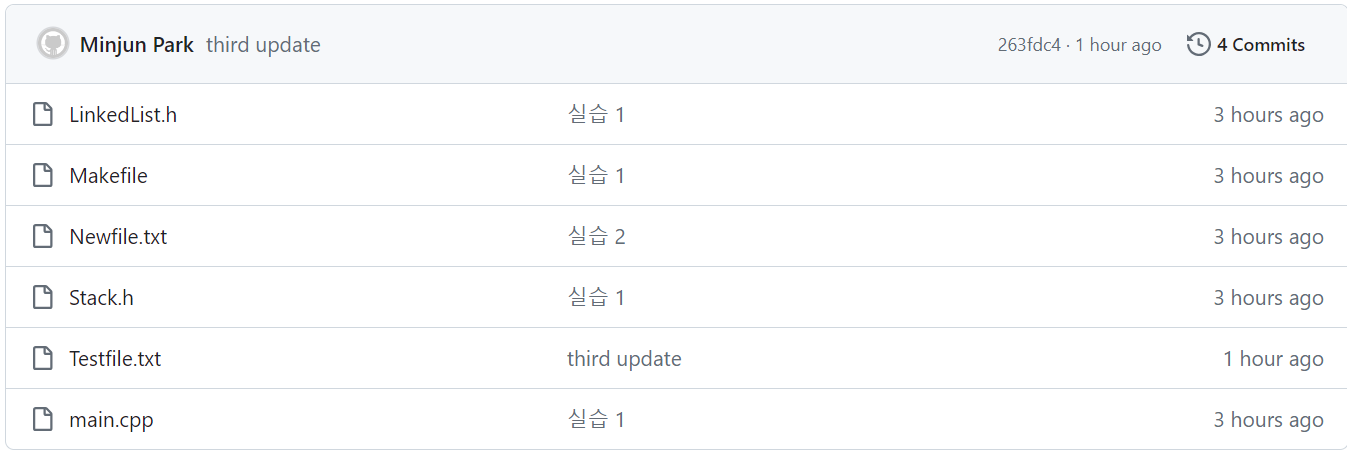 Minjun Park third update 263fdc4 · 1 hour ago 4 Commits
LinkedList.h 실습 1 3 hours ago
Makefile 실습 1 3 hours ago
Newfile.txt 실습 2 3 hours ago
Stack.h 실습 1 3 hours ago
Testfile.txt third update 1 hour ago
main.cpp 실습 1 3 hours ago